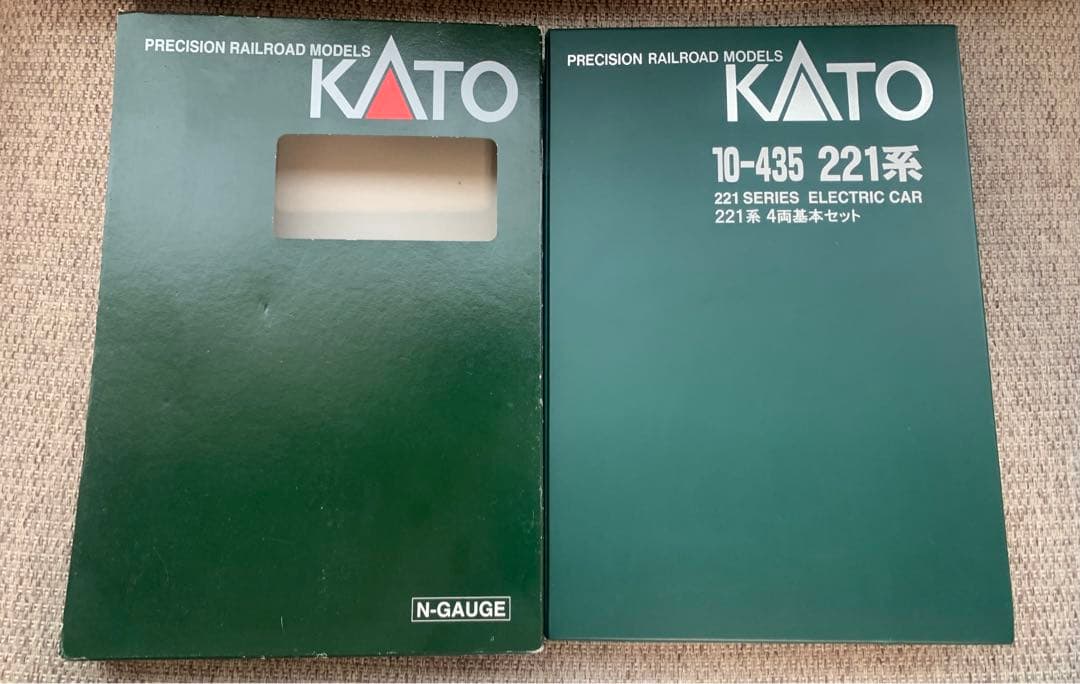 PRECISION RAILROAD MODELS
KATO
N-GAUGE
PRECISION RAILROAD MODELS
KATO
10-435 221系
221 SERIES ELECTRIC CAR
221系 4両基本セット